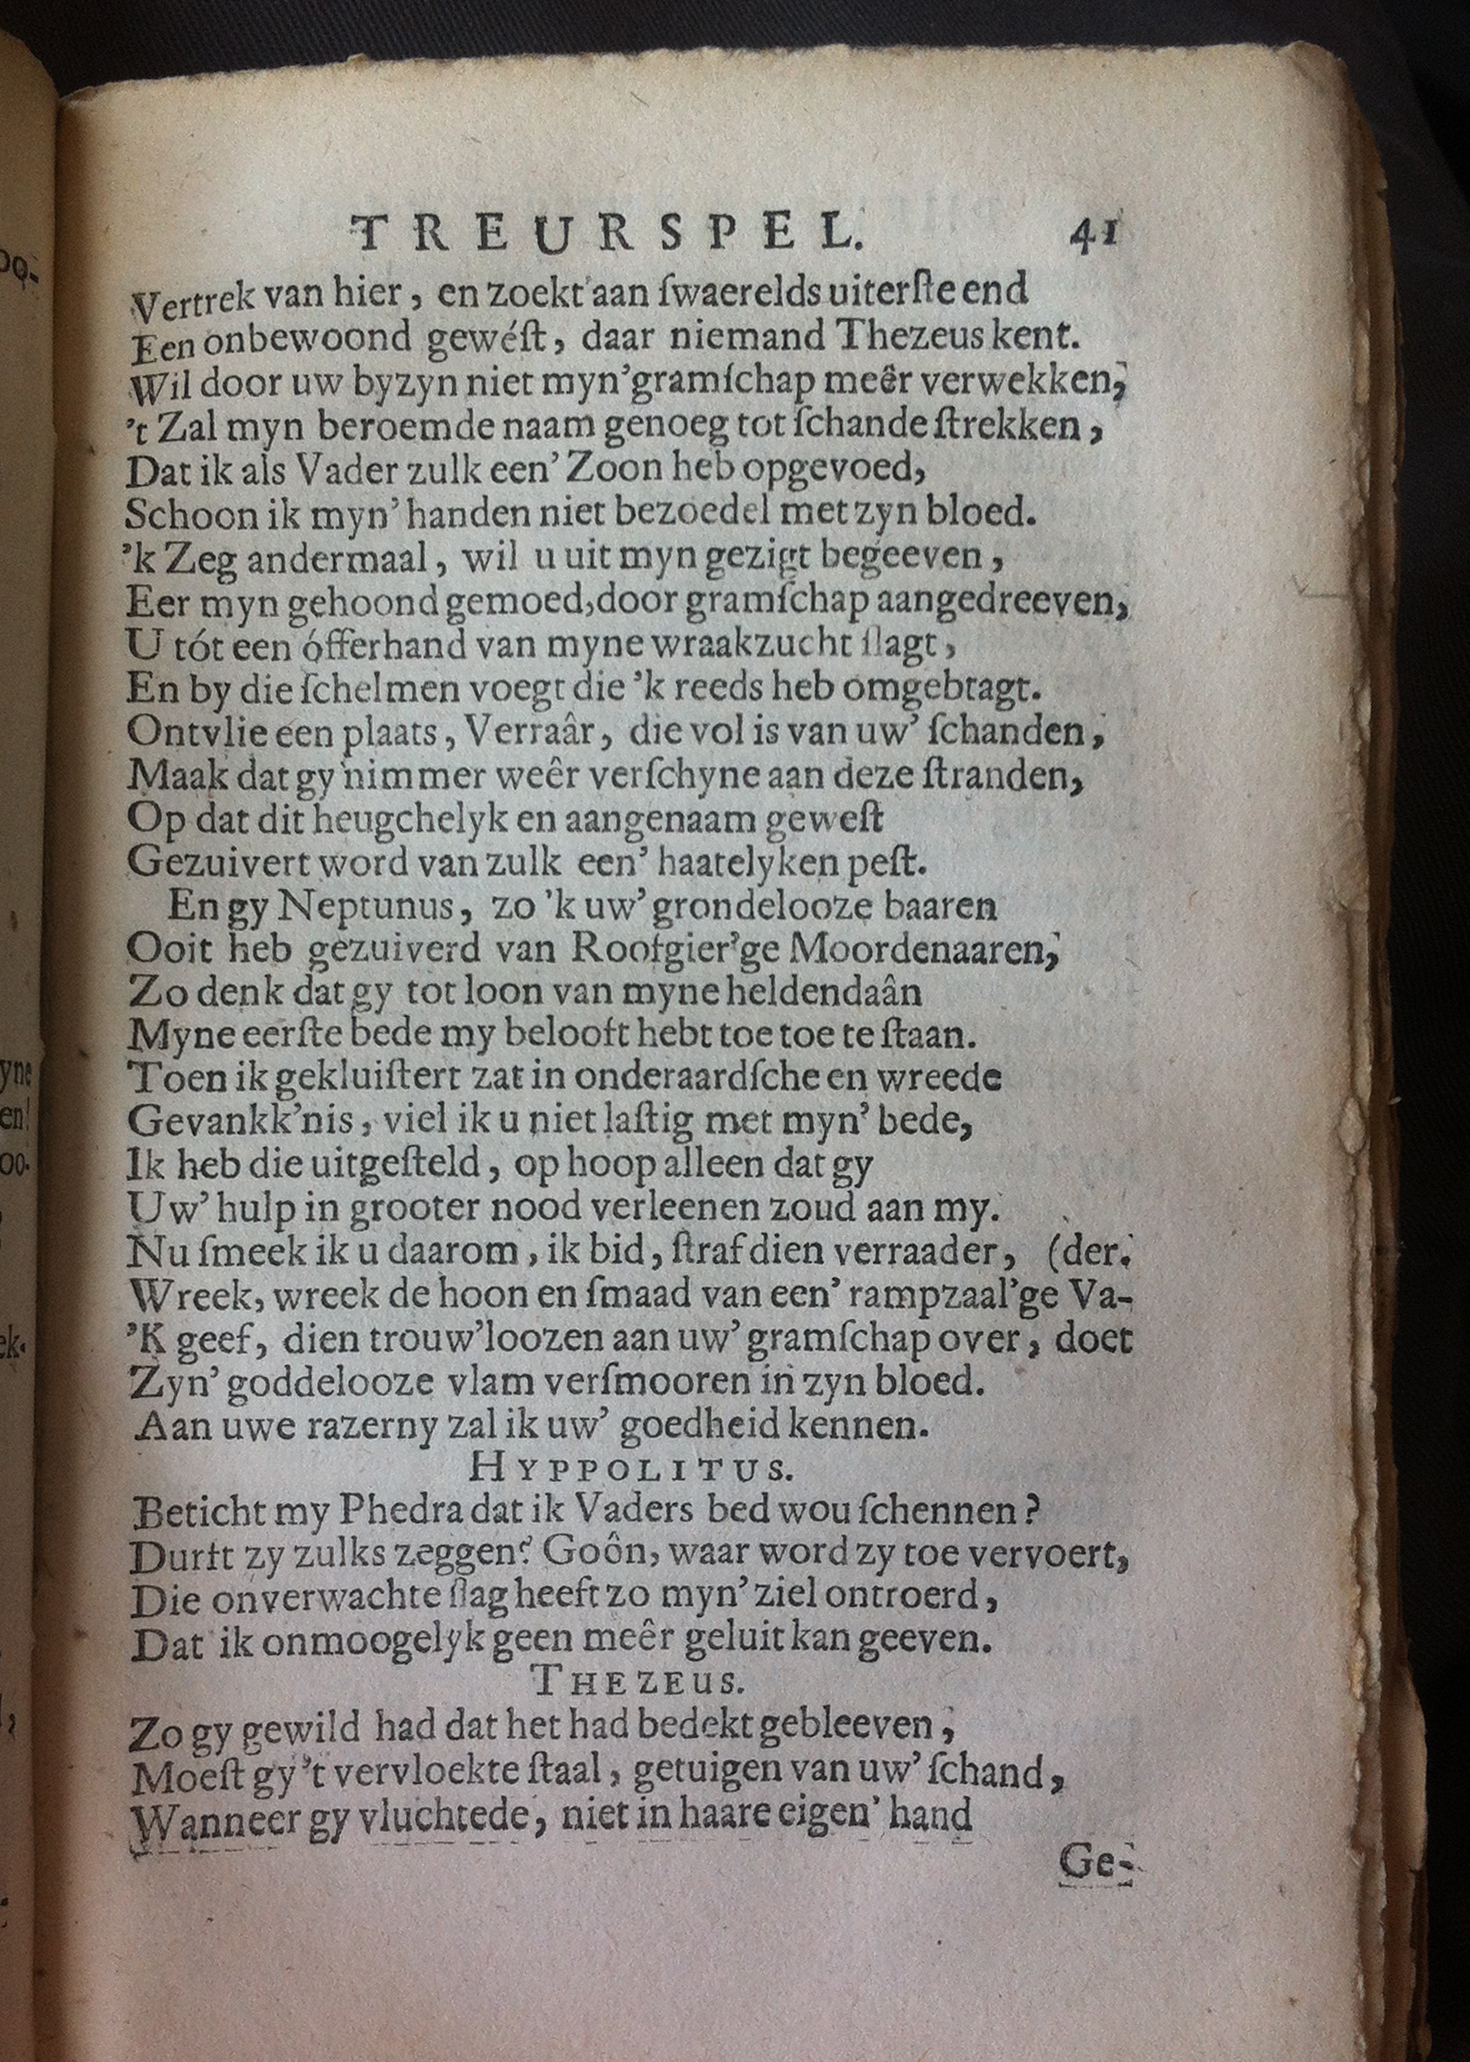 TREURSPEL. 41
Vertrek van hier, en zoekt aan ſwaerelds uiterſte end
Een onbewoond gewéſt, daar niemand Thezeus kent.
Wil door uw byzyn niet myn' gramſchap meêr verwekken,
't Zal myn beroemde naam genoeg tot ſchande ſtrekken,
Dat ik als Vader zulk een' Zoon heb opgevoed,
Schoon ik myn' handen niet bezoedel met zyn bloed.
'k Zeg andermaal, wil u uit myn gezigt begeeven,
Eer myn gehoond gemoed, door gramſchap aangedreeven,
U tót een ófferhand van myne wraakzucht ſlagt,
En by die ſchelmen voegt die 'k reeds heb omgebragt.
Ontvlie een plaats, Verraâr, die vol is van uw' ſchanden,
Maak dat gy nimmer weêr verſchyne aan deze ſtranden,
Op dat dit heugchelyk en aangenaam geweſt
Gezuivert word van zulk een' haatelyken peſt.
En gy Neptunus, zo 'k uw' grondelooze baaren
Ooit heb gezuiverd van Roofgier'ge Moordenaaren,
Zo denk dat gy tot loon van myne heldendaân
Myne eerſte bede my belooft hebt toe toe te ſtaan.
Toen ik gekluiſtert zat in onderaardſche en wreede
Gevankk'nis, viel ik u niet laſtig met myn' bede,
Ik heb die uitgeſteld, op hoop alleen dat gy
Uw' hulp in grooter nood verleenen zoud aan my.
Nu ſmeek ik u daarom, ik bid, ſtraf dien verraader, (der.
Wreek, wreek de hoon en ſmaad van een' rampzaal'ge Va-
'K geef, dien trouw'loozen aan uw' gramſchap over, doet
Zyn' goddelooze vlam verſmooren in zyn bloed.
Aan uwe razerny zal ik uw' goedheid kennen.
HYPPOLITUS.
Beticht my Phedra dat ik Vaders bed wou ſchennen?
Durft zy zulks zeggen? Goôn, waar word zy toe vervoert,
Die onverwachte ſlag heeft zo myn' ziel ontroerd,
Dat ik onmoogelyk geen meêr geluit kan geeven.
THEZEUS.
Zo gy gewild had dat het had bedekt gebleeven,
Moeſt gy 't vervloekte ſtaal, getuigen van uw' ſchand,
Wanneer gy vluchtede, niet in haare eigen' hand
Ge-